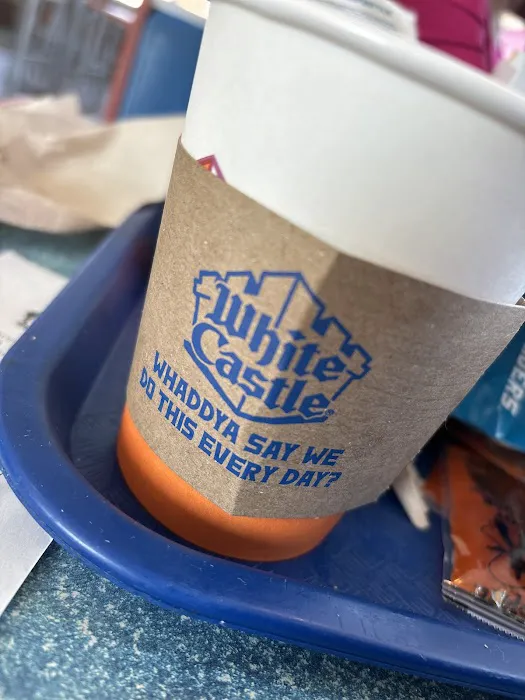 White
Castle
WHADDYA SAY WE
DO THIS EVERY DAY?